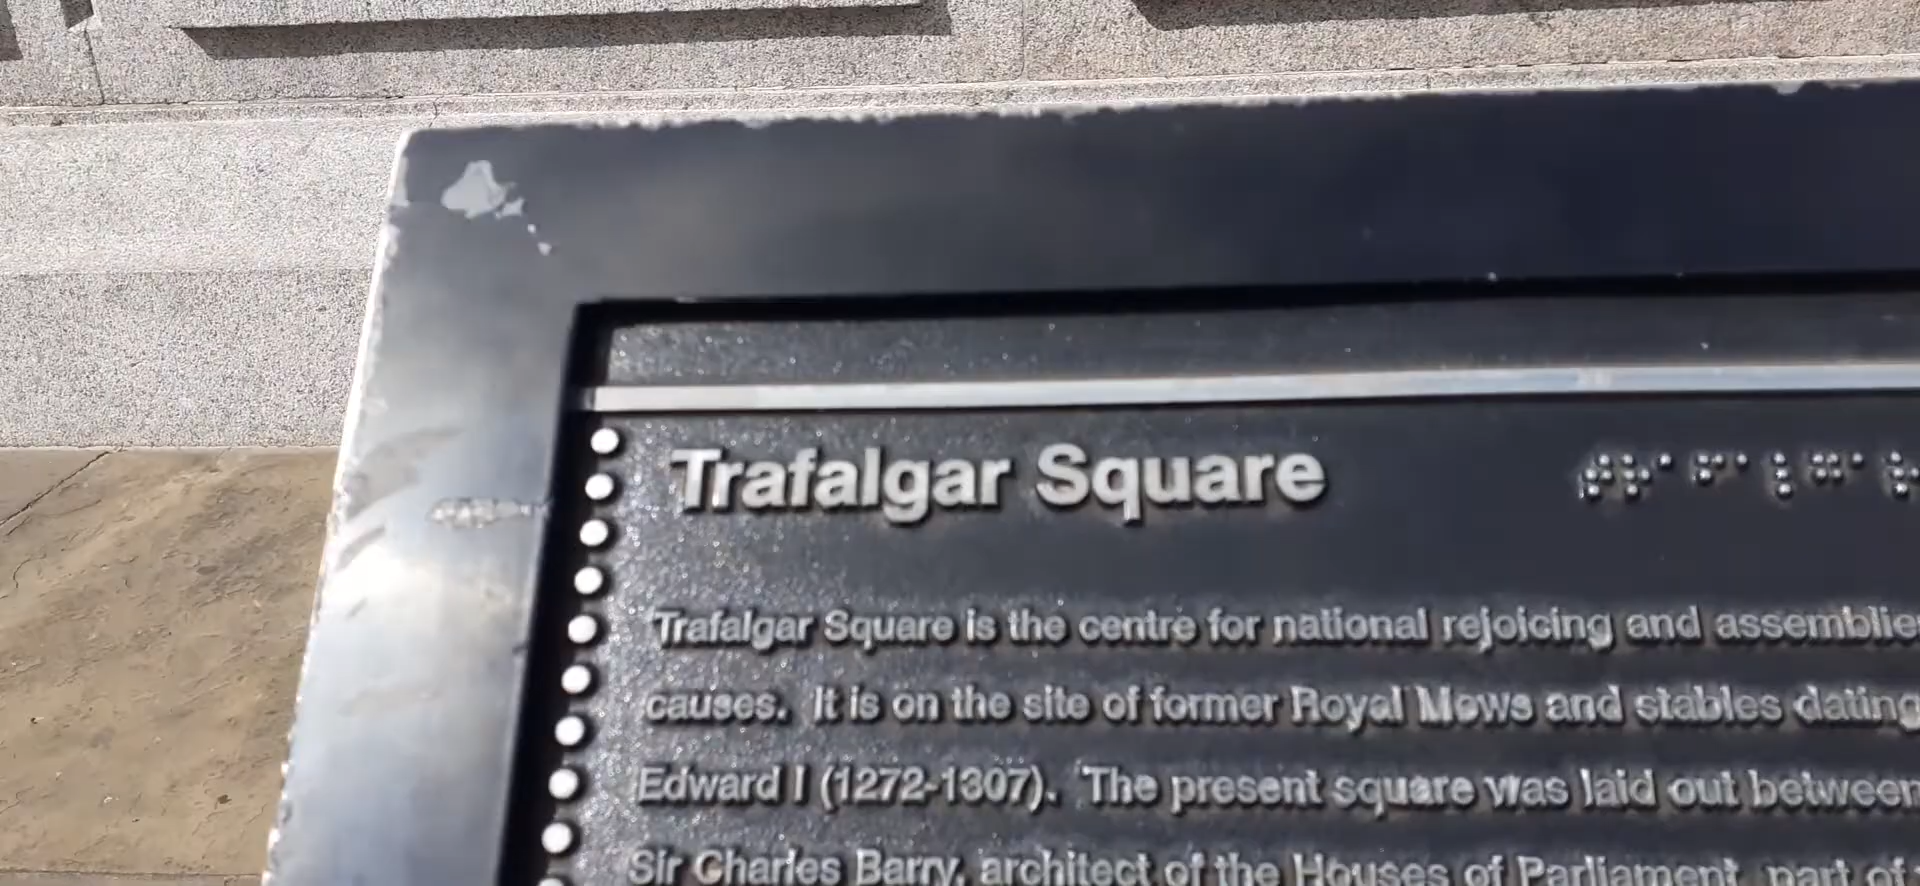 Trafalgar Square
Trafalgar Square is the centre for national rejoicing and assemblie
causes. It is on the site of former Royal Mews and stables dating
Edward I (1272-1307). The present square was laid out between
Sir Charles Barry, architect of the Houses of Parliament, part of